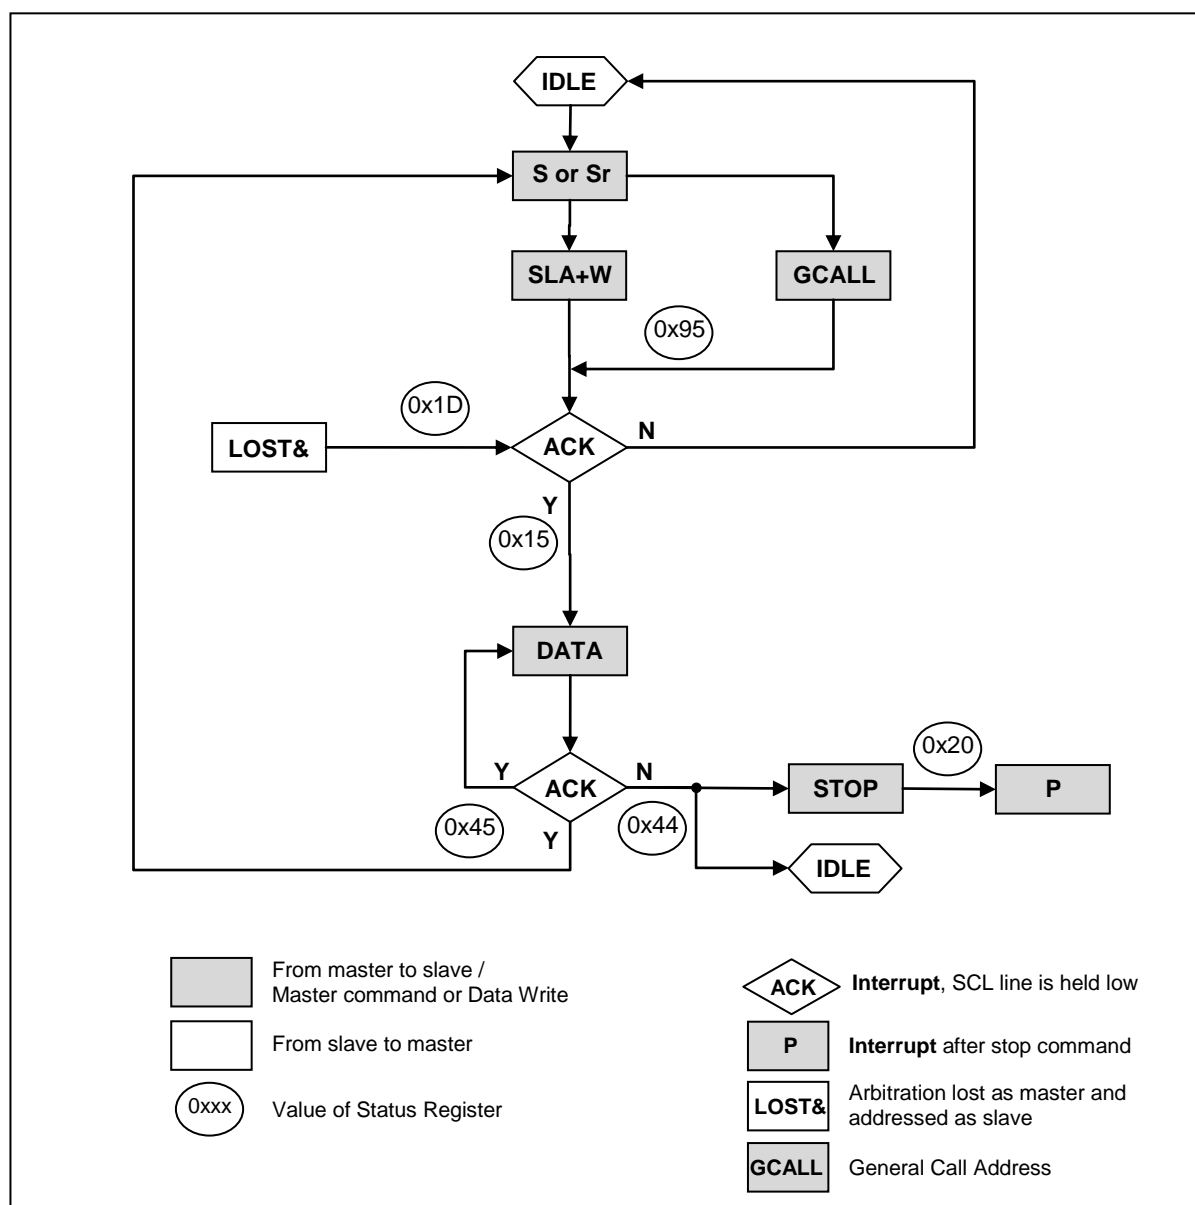 IDLE
S or Sr
SLA+W
GCALL
0x95
0x1D
LOST&
ACK
N
Y
0x15
DATA
0x20
Y
N
ACK
STOP
P
0x45
Y
0x44
IDLE
From master to slave /
Master command or Data Write
From slave to master
0xxx
Value of Status Register
ACK
Interrupt, SCL line is held low
P
Interrupt after stop command
LOST&
Arbitration lost as master and
addressed as slave
GCALL
General Call Address